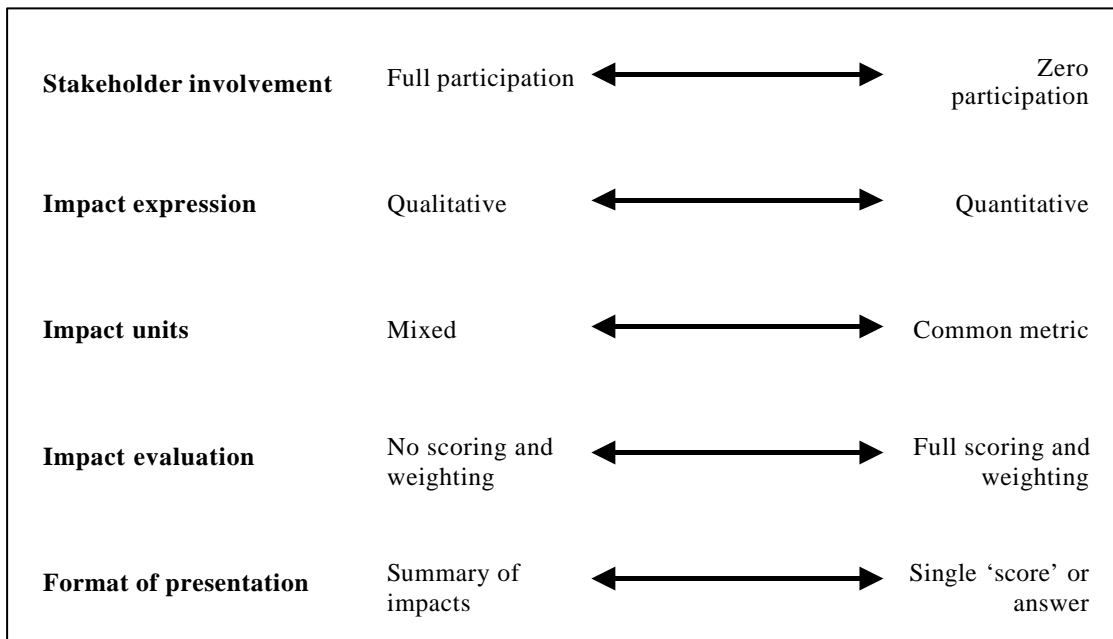 Stakeholder involvement Full participation Zero
participation
Impact expression Qualitative Quantitative
Impact units Mixed Common metric
Impact evaluation No scoring and Full scoring and
weighting weighting
Format of presentation Summary of Single ‘score’ or
impacts answer